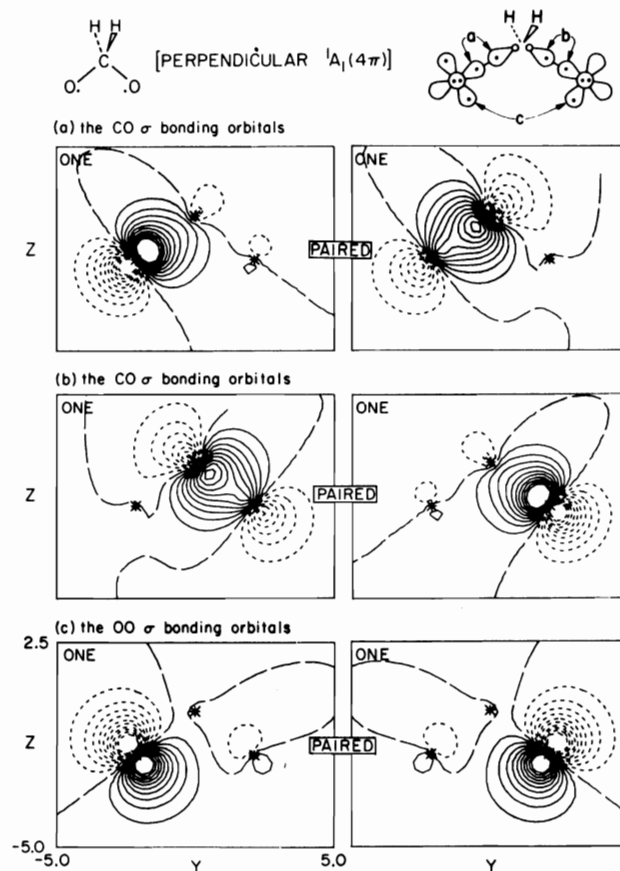 H H
C
O. .O
[PERPENDICULAR ¹A₁(4π)]
H H
a b
c
(a) the CO σ bonding orbitals
ONE
ONE
Z
PAIRED
(b) the CO σ bonding orbitals
ONE
ONE
Z
PAIRED
(c) the OO σ bonding orbitals
2.5
ONE
ONE
Z
PAIRED
-5.0
-5.0 Y 5.0 Y